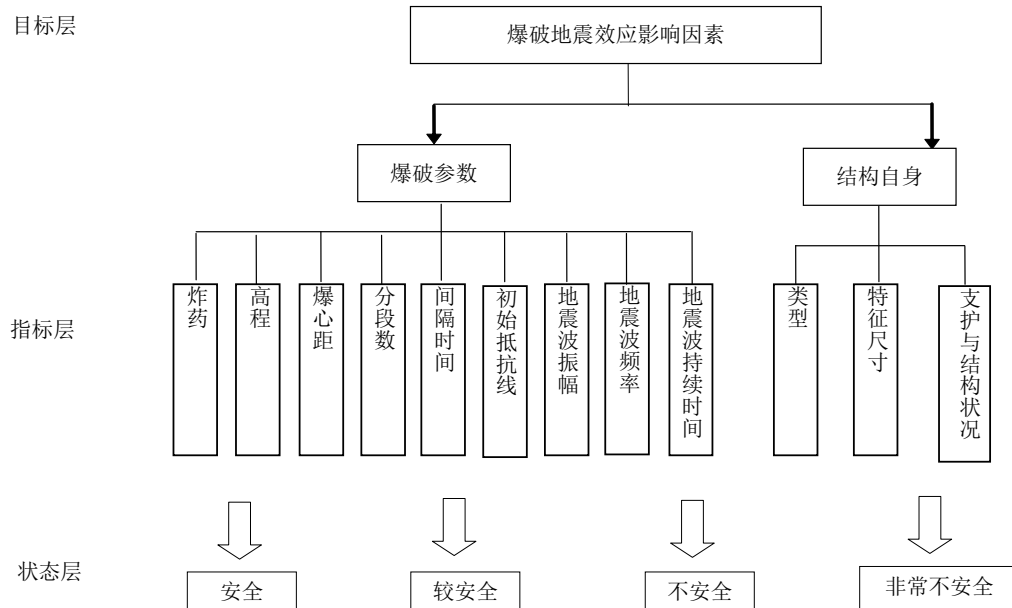 目标层
爆破地震效应影响因素
爆破参数
结构自身
指标层
炸药
高程
爆心距
分段数
间隔时间
初始抵抗线
地震波振幅
地震波频率
地震波持续时间
类型
特征尺寸
支护与结构状况
状态层
安全
较安全
不安全
非常不安全